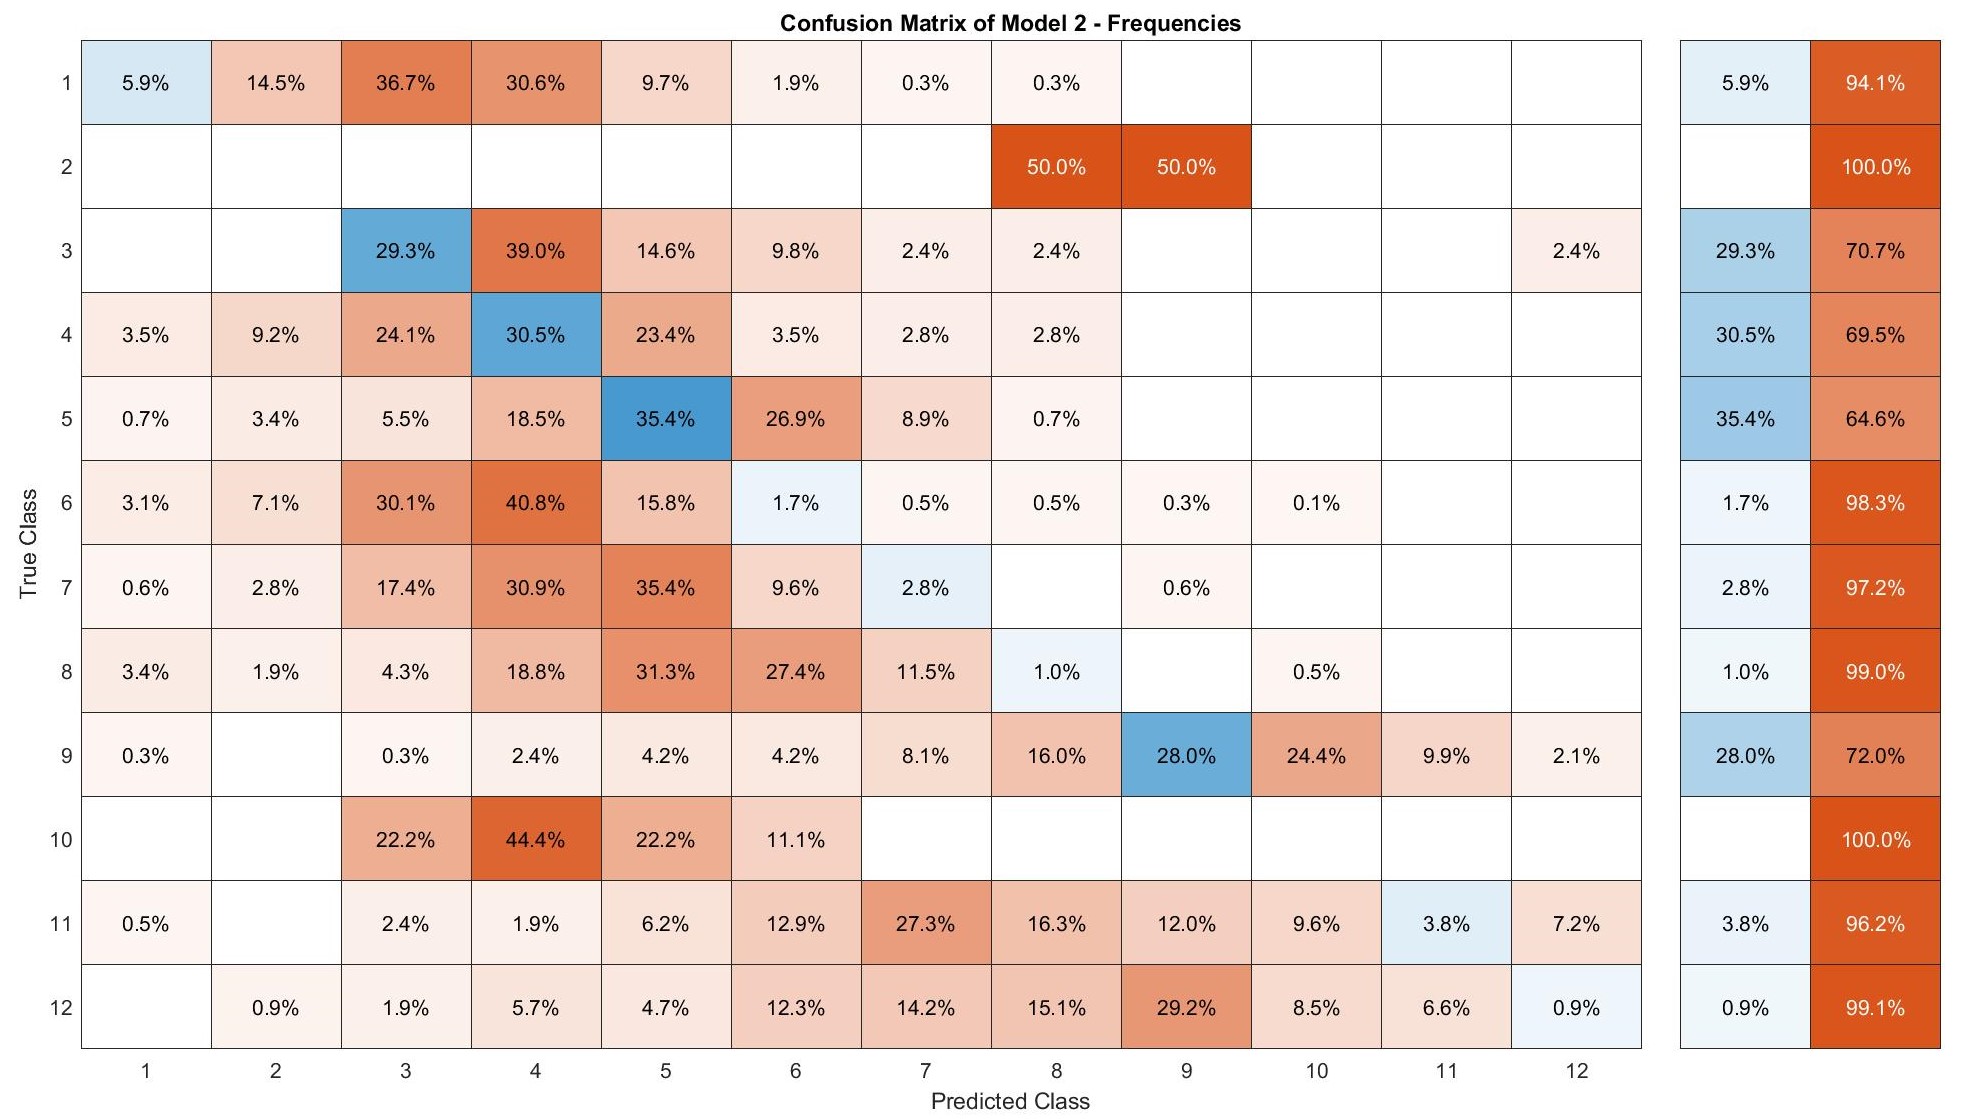 Confusion Matrix of Model 2 - Frequencies
1 5.9% 14.5% 36.7% 30.6% 9.7% 1.9% 0.3% 0.3% 5.9% 94.1%
2 50.0% 50.0% 100.0%
3 29.3% 39.0% 14.6% 9.8% 2.4% 2.4% 2.4% 29.3% 70.7%
4 3.5% 9.2% 24.1% 30.5% 23.4% 3.5% 2.8% 2.8% 30.5% 69.5%
5 0.7% 3.4% 5.5% 18.5% 35.4% 26.9% 8.9% 0.7% 35.4% 64.6%
6 3.1% 7.1% 30.1% 40.8% 15.8% 1.7% 0.5% 0.5% 0.3% 0.1% 1.7% 98.3%
7 0.6% 2.8% 17.4% 30.9% 35.4% 9.6% 2.8% 0.6% 2.8% 97.2%
8 3.4% 1.9% 4.3% 18.8% 31.3% 27.4% 11.5% 1.0% 0.5% 1.0% 99.0%
9 0.3% 0.3% 2.4% 4.2% 4.2% 8.1% 16.0% 28.0% 24.4% 9.9% 2.1% 28.0% 72.0%
10 22.2% 44.4% 22.2% 11.1% 100.0%
11 0.5% 2.4% 1.9% 6.2% 12.9% 27.3% 16.3% 12.0% 9.6% 3.8% 7.2% 3.8% 96.2%
12 0.9% 1.9% 5.7% 4.7% 12.3% 14.2% 15.1% 29.2% 8.5% 6.6% 0.9% 0.9% 99.1%
True Class
1 2 3 4 5 6 7 8 9 10 11 12
Predicted Class